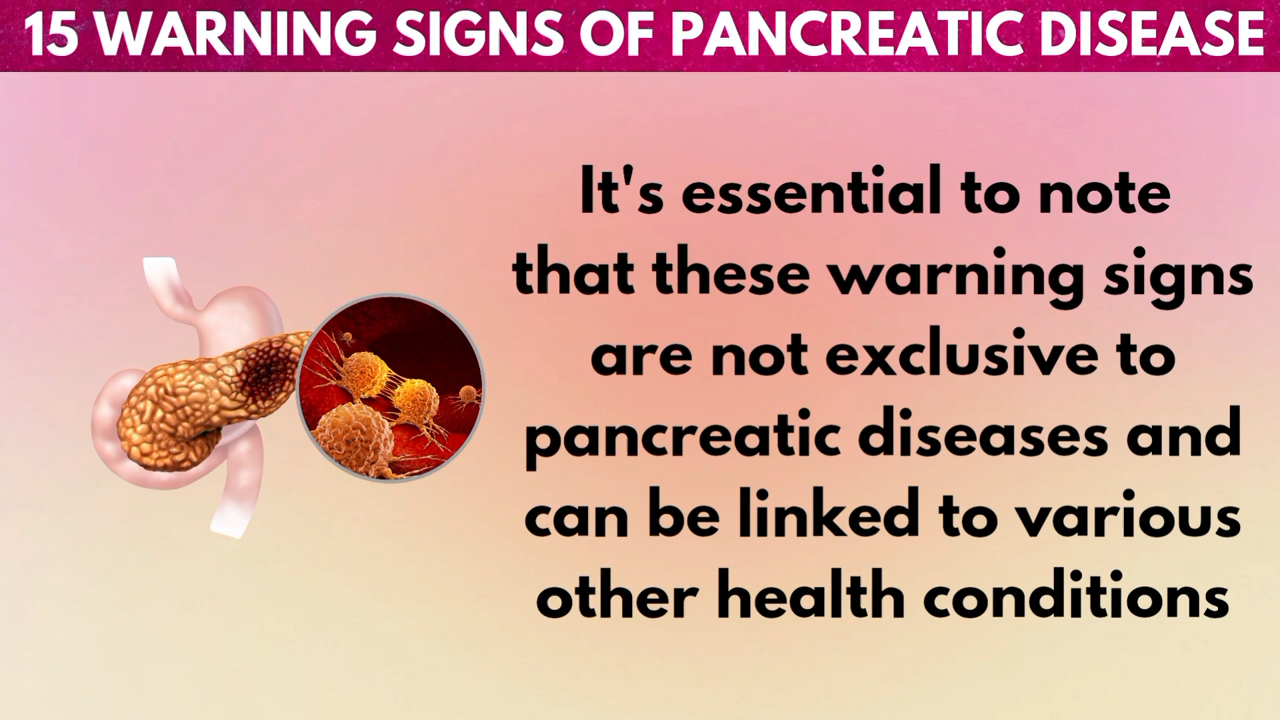 15 WARNING SIGNS OF PANCREATIC DISEASE
It's essential to note
that these warning signs
are not exclusive to
pancreatic diseases and
can be linked to various
other health conditions